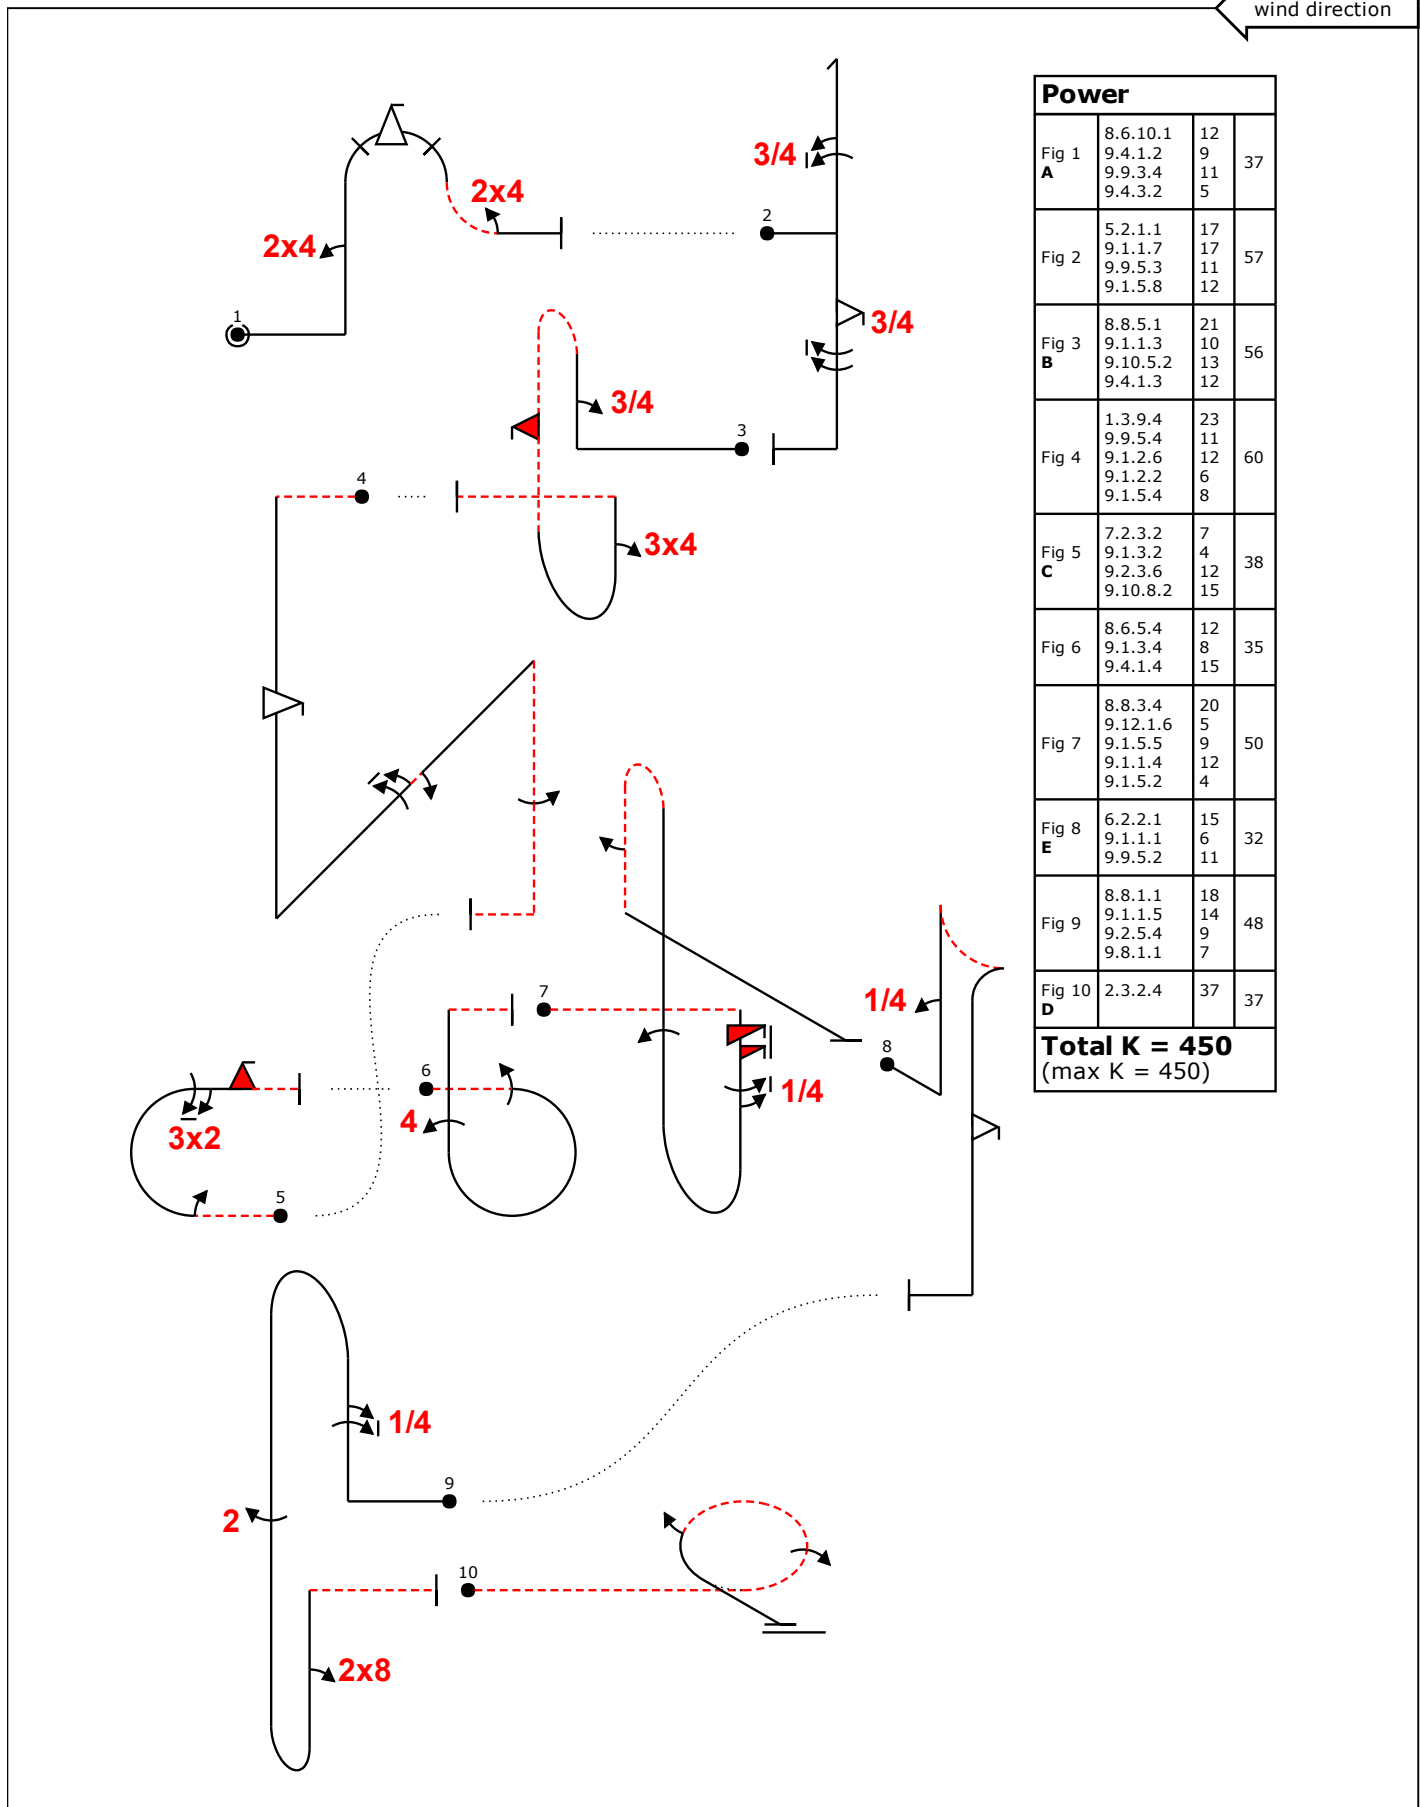 wind direction
Power
Fig 1
A
8.6.10.1 12
9.4.1.2 9
9.9.3.4 11
9.4.3.2 5
37
Fig 2
5.2.1.1 17
9.1.1.7 17
9.9.5.3 11
9.1.5.8 12
57
Fig 3
B
8.8.5.1 21
9.1.1.3 10
9.10.5.2 13
9.4.1.3 12
56
Fig 4
1.3.9.4 23
9.9.5.4 11
9.1.2.6 12
9.1.2.2 6
9.1.5.4 8
60
Fig 5
C
7.2.3.2 7
9.1.3.2 4
9.2.3.6 12
9.10.8.2 15
38
Fig 6
8.6.5.4 12
9.1.3.4 8
9.4.1.4 15
35
Fig 7
8.8.3.4 20
9.12.1.6 5
9.1.5.5 9
9.1.1.4 12
9.1.5.2 4
50
Fig 8
E
6.2.2.1 15
9.1.1.1 6
9.9.5.2 11
32
Fig 9
8.8.1.1 18
9.1.1.5 14
9.2.5.4 9
9.8.1.1 7
48
Fig 10
D
2.3.2.4 37
37
Total K = 450
(max K = 450)
3/4
2x4
2
2x4
1
3/4
3/4
3
4
3x4
1/4
7
8
6
1/4
4
3x2
5
1/4
9
2
10
2x8